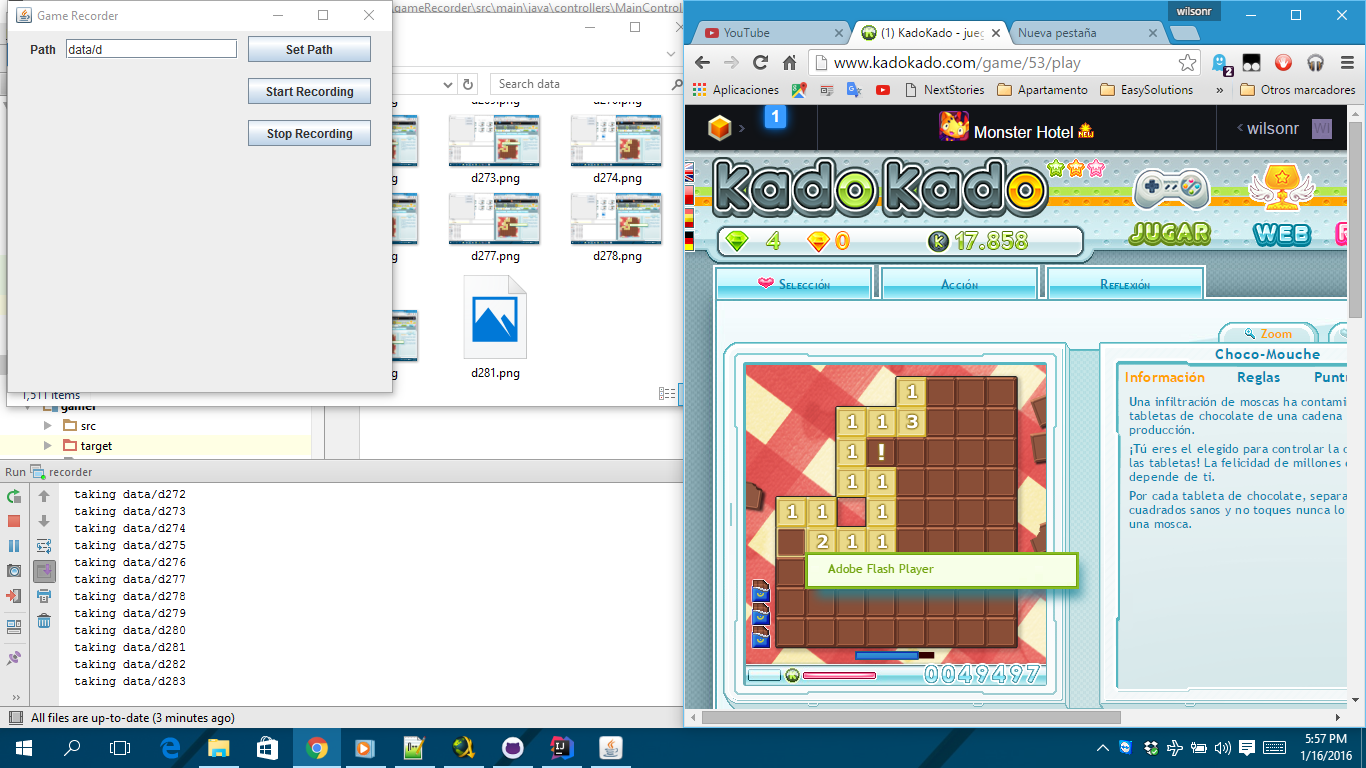 Game Recorder
Path data/d Set Path
Start Recording
Stop Recording
.gameRecorder\src\main\java\controllers\MainControl
Search data
d273.png
d274.png
d277.png
d278.png
d281.png
1,511 items
gamer
src
target
Run recorder
taking data/d272
taking data/d273
taking data/d274
taking data/d275
taking data/d276
taking data/d277
taking data/d278
taking data/d279
taking data/d280
taking data/d281
taking data/d282
taking data/d283
All files are up-to-date (3 minutes ago)
wilsonr
YouTube
(1) KadoKado - jueg
Nueva pestaña
www.kadokado.com/game/53/play
2
Aplicaciones
NextStories
Apartamento
EasySolutions
»
Otros marcadores
1
Monster Hotel NEW
wilsonr WI
KadoKado
4 0 K 17.858
JUGAR WEB
Selección
Acción
Reflexión
Zoom
Choco-Mouche
Información Reglas Puntu
Una infiltración de moscas ha contami
tabletas de chocolate de una cadena
producción.
¡Tú eres el elegido para controlar la c
las tabletas! La felicidad de millones
depende de ti.
Por cada tableta de chocolate, separa
cuadrados sanos y no toques nunca lo
una mosca.
1
1 1 3
1 !
1 1
1 1 1
2 1 1
Adobe Flash Player
0049497
5:57 PM
1/16/2016